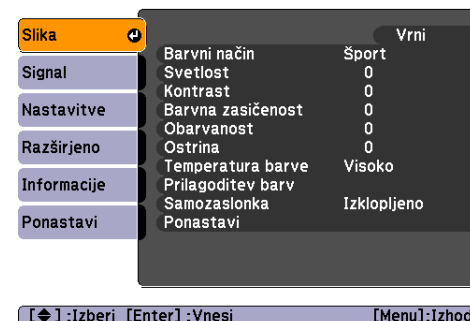 Slika
Signal
Nastavitve
Razširjeno
Informacije
Ponastavi
Vrni
Barvni način Šport
Svetlost 0
Kontrast 0
Barvna zasičenost 0
Obarvanost 0
Ostrina 0
Temperatura barve Visoko
Prilagoditev barv
Samozaslonka Izklopljeno
Ponastavi
[◆] :Izberi [Enter] :Vnesi [Menu]:Izhod